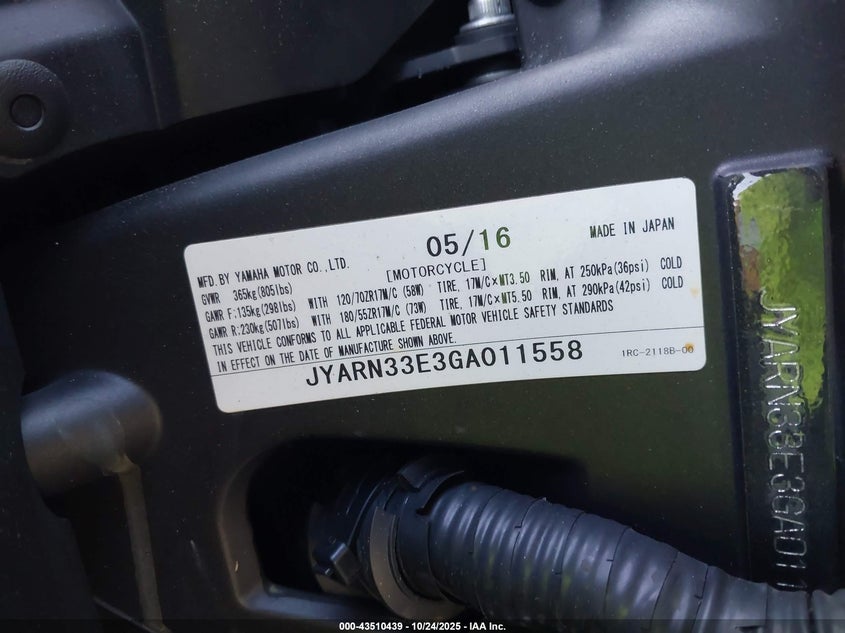 05/16
MADE IN JAPAN
MFD.BY YAMAHA MOTOR CO.,LTD.
[MOTORCYCLE]
GVWR 365kg(805lbs)
GAWR F:135kg(298lbs) WITH 120/70ZR17M/C (58W) TIRE, 17M/C×MT3.50 RIM, AT 250kPa(36psi) COLD
GAWR R:230kg(507lbs) WITH 180/55ZR17M/C (73W) TIRE, 17M/C×MT5.50 RIM, AT 290kPa(42psi) COLD
THIS VEHICLE CONFORMS TO ALL APPLICABLE FEDERAL MOTOR VEHICLE SAFETY STANDARDS
IN EFFECT ON THE DATE OF MANUFACTURE SHOWN ABOVE.
JYARN33E3GA011558
1RC-2118B-00
JYARN33E3GA011
000-43510439 - 10/24/2025 - IAA Inc.